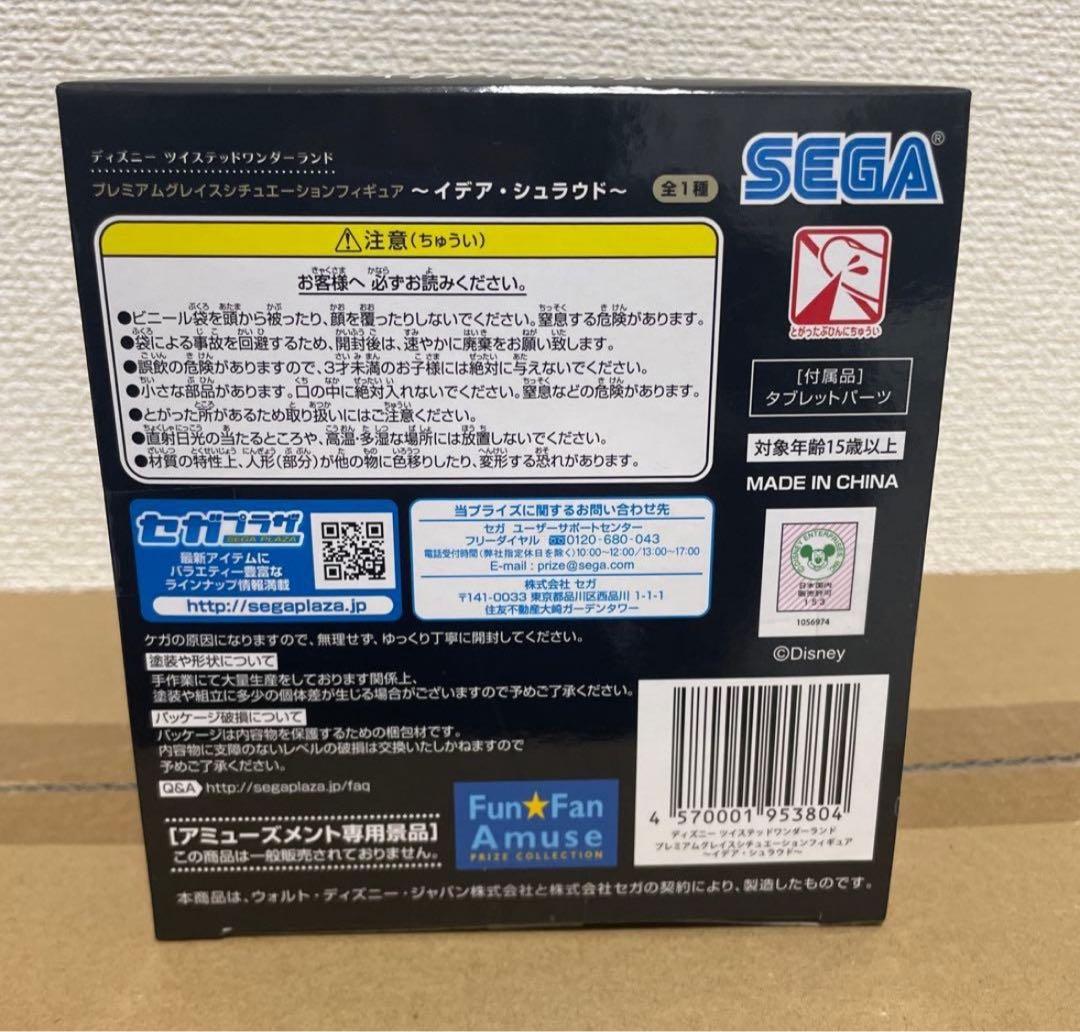 ディズニー ツイステッドワンダーランド
プレミアムグレイスシチュエーションフィギュア ～イデア・シュラウド～ 全1種
SEGA®
⚠注意(ちゅうい)
お客様へ 必ずお読みください。
●ビニール袋を頭から被ったり、顔を覆ったりしないでください。窒息する危険があります。
●袋による事故を回避するため、開封後は、速やかに廃棄をお願い致します。
●誤飲の危険がありますので、3才未満のお子様には絶対に与えないでください。
●小さな部品があります。口の中に絶対入れないでください。窒息などの危険があります。
●とがった所があるため取り扱いにはご注意ください。
●直射日光の当たるところや、高温・多湿な場所には放置しないでください。
●材質の特性上、人形(部分)が他の物に色移りしたり、変形する恐れがあります。
とがったぶひんにちゅうい
[付属品]
タブレットパーツ
対象年齢15歳以上
MADE IN CHINA
セガプラザ
SEGA PLAZA
最新アイテムに
バラエティー豊富な
ラインナップ情報満載
http://segaplaza.jp
当プライズに関するお問い合わせ先
セガ ユーザーサポートセンター
フリーダイヤル 0120-680-043
電話受付時間(弊社指定休日を除く)10:00～12:00/13:00～17:00
E-mail : prize@sega.com
株式会社 セガ
〒141-0033 東京都品川区西品川 1-1-1
住友不動産大崎ガーデンタワー
日本国内
販売許可
153
1056974
©Disney
ケガの原因になりますので、無理せず、ゆっくり丁寧に開封してください。
塗装や形状について
手作業にて大量生産をしております関係上、
塗装や組立に多少の個体差が生じる場合がございますので予めご了承ください。
パッケージ破損について
パッケージは内容物を保護するための梱包材です。
内容物に支障のないレベルの破損は交換いたしかねますので
予めご了承ください。
Q&A http://segaplaza.jp/faq
[アミューズメント専用景品]
この商品は一般販売されておりません。
Fun★Fan
Amuse
PRIZE COLLECTION
4 570001 953804
ディズニー ツイステッドワンダーランド
プレミアムグレイスシチュエーションフィギュア
～イデア・シュラウド～
本商品は、ウォルト・ディズニー・ジャパン株式会社と株式会社セガの契約により、製造したものです。